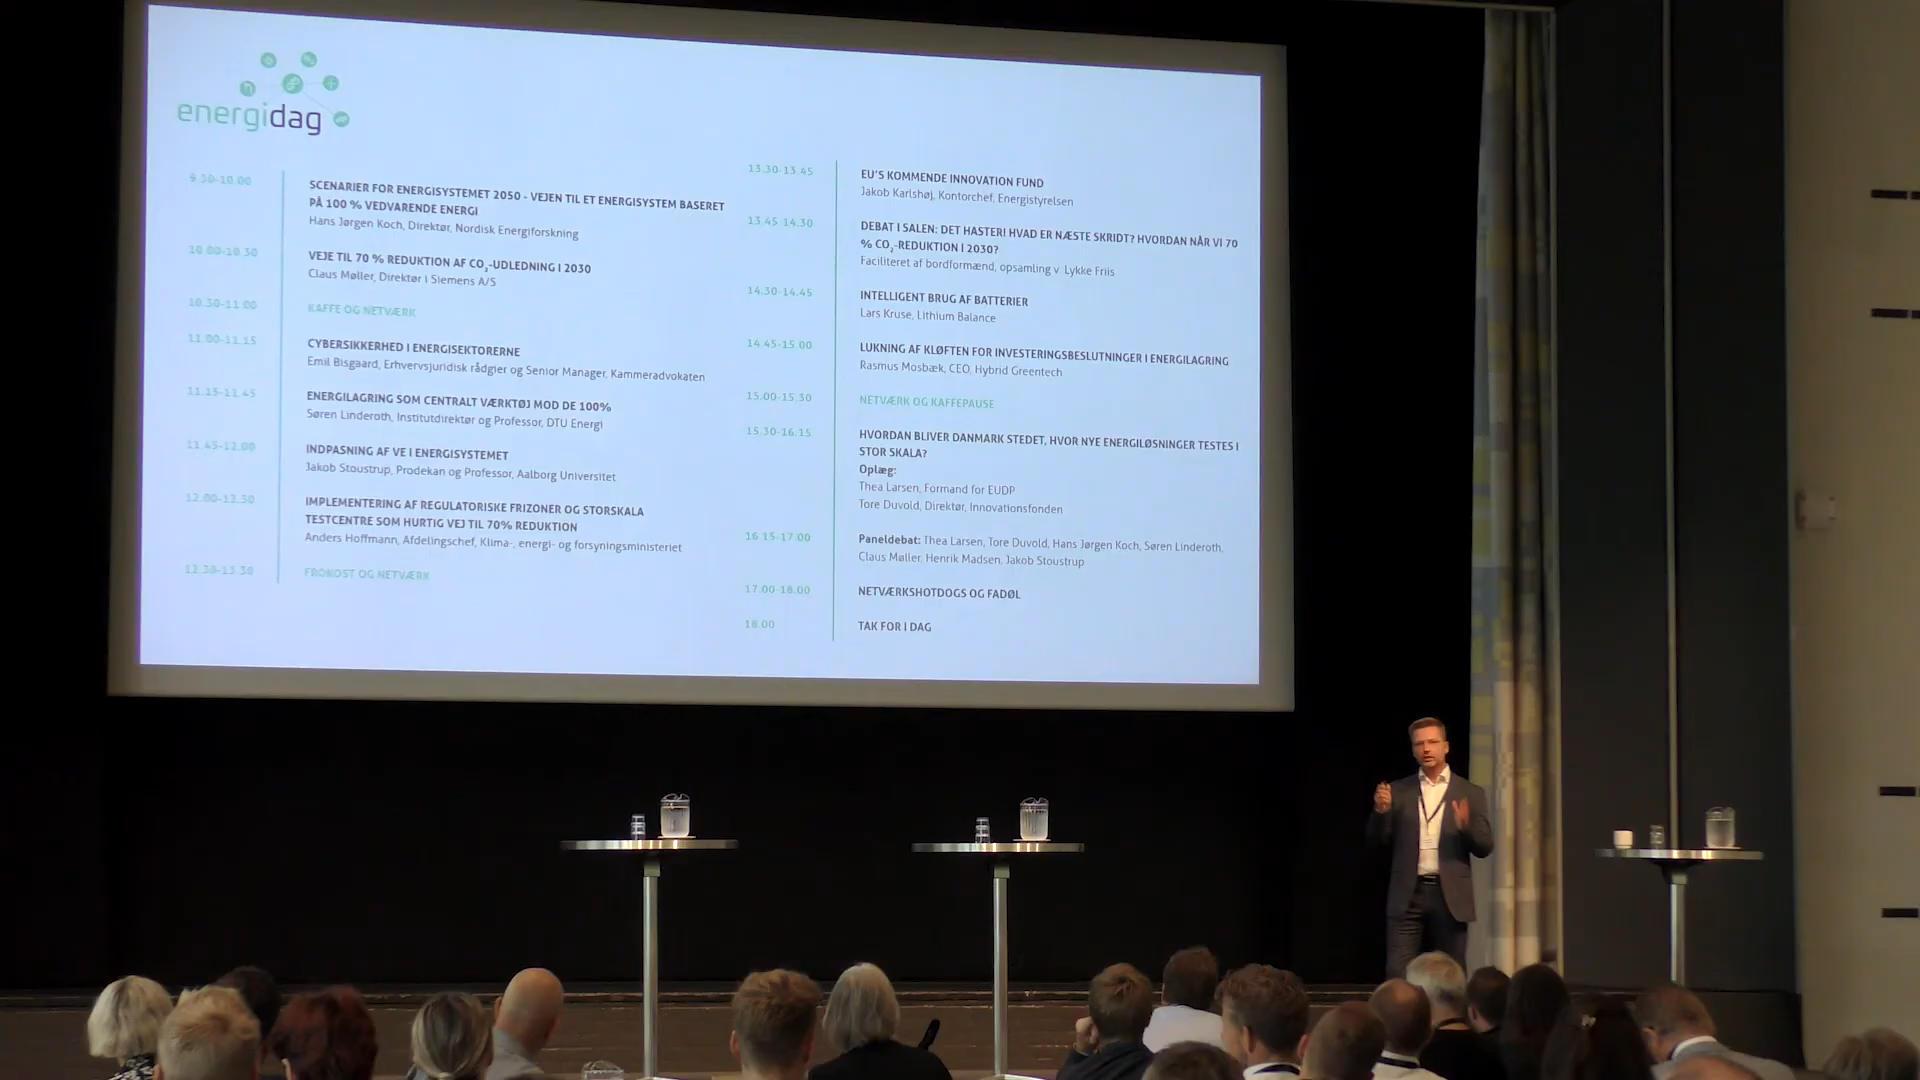 energidag
9.30-10.00
SCENARIER FOR ENERGISYSTEMET 2050 - VEJEN TIL ET ENERGISYSTEM BASERET
PÅ 100 % VEDVARENDE ENERGI
Hans Jørgen Koch, Direktør, Nordisk Energiforskning
10.00-10.30
VEJE TIL 70 % REDUKTION AF CO₂-UDLEDNING I 2030
Claus Møller, Direktør i Siemens A/S
10.30-11.00
KAFFE OG NETVÆRK
11.00-11.15
CYBERSIKKERHED I ENERGISEKTORERNE
Emil Bisgaard, Erhvervsjuridisk rådgier og Senior Manager, Kammeradvokaten
11.15-11.45
ENERGILAGRING SOM CENTRALT VÆRKTØJ MOD DE 100%
Søren Linderoth, Institutdirektør og Professor, DTU Energi
11.45-12.00
INDPASNING AF VE I ENERGISYSTEMET
Jakob Stoustrup, Prodekan og Professor, Aalborg Universitet
12.00-12.30
IMPLEMENTERING AF REGULATORISKE FRIZONER OG STORSKALA
TESTCENTRE SOM HURTIG VEJ TIL 70% REDUKTION
Anders Hoffmann, Afdelingschef, Klima-, energi- og forsyningsministeriet
12.30-13.30
FROKOST OG NETVÆRK
13.30-13.45
EU'S KOMMENDE INNOVATION FUND
Jakob Karlshøj, Kontorchef, Energistyrelsen
13.45-14.30
DEBAT I SALEN: DET HASTER! HVAD ER NÆSTE SKRIDT? HVORDAN NÅR VI 70
% CO₂-REDUKTION I 2030?
Faciliteret af bordformænd, opsamling v. Lykke Friis
14.30-14.45
INTELLIGENT BRUG AF BATTERIER
Lars Kruse, Lithium Balance
14.45-15.00
LUKNING AF KLØFTEN FOR INVESTERINGSBESLUTNINGER I ENERGILAGRING
Rasmus Mosbæk, CEO, Hybrid Greentech
15.00-15.30
NETVÆRK OG KAFFEPAUSE
15.30-16.15
HVORDAN BLIVER DANMARK STEDET, HVOR NYE ENERGILØSNINGER TESTES I
STOR SKALA?
Oplæg:
Thea Larsen, Formand for EUDP
Tore Duvold, Direktør, Innovationsfonden
16.15-17.00
Paneldebat: Thea Larsen, Tore Duvold, Hans Jørgen Koch, Søren Linderoth,
Claus Møller, Henrik Madsen, Jakob Stoustrup
17.00-18.00
NETVÆRKSHOTDOGS OG FADØL
18.00
TAK FOR I DAG